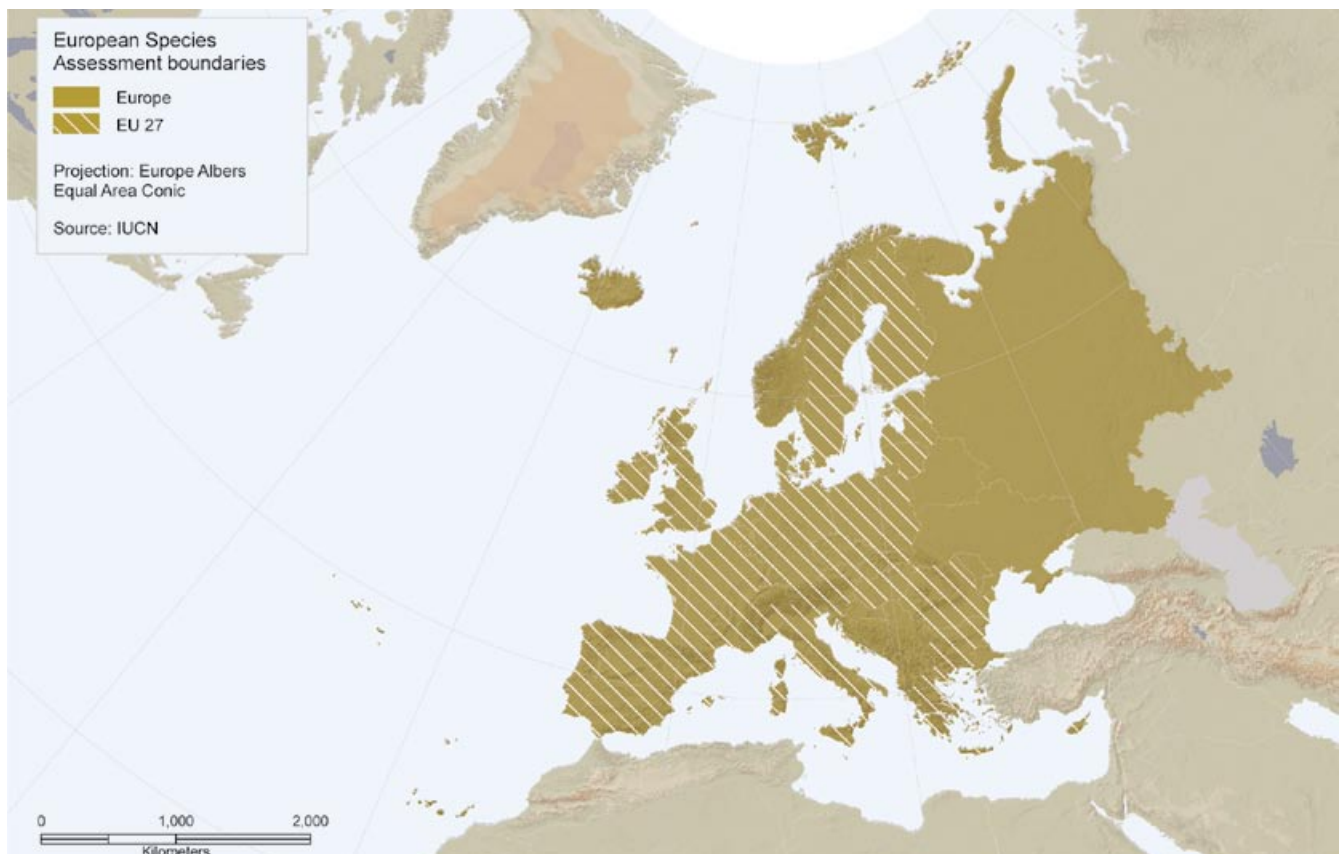 European Species
Assessment boundaries
Europe
EU 27
Projection: Europe Albers
Equal Area Conic
Source: IUCN
0 1,000 2,000
Kilometers